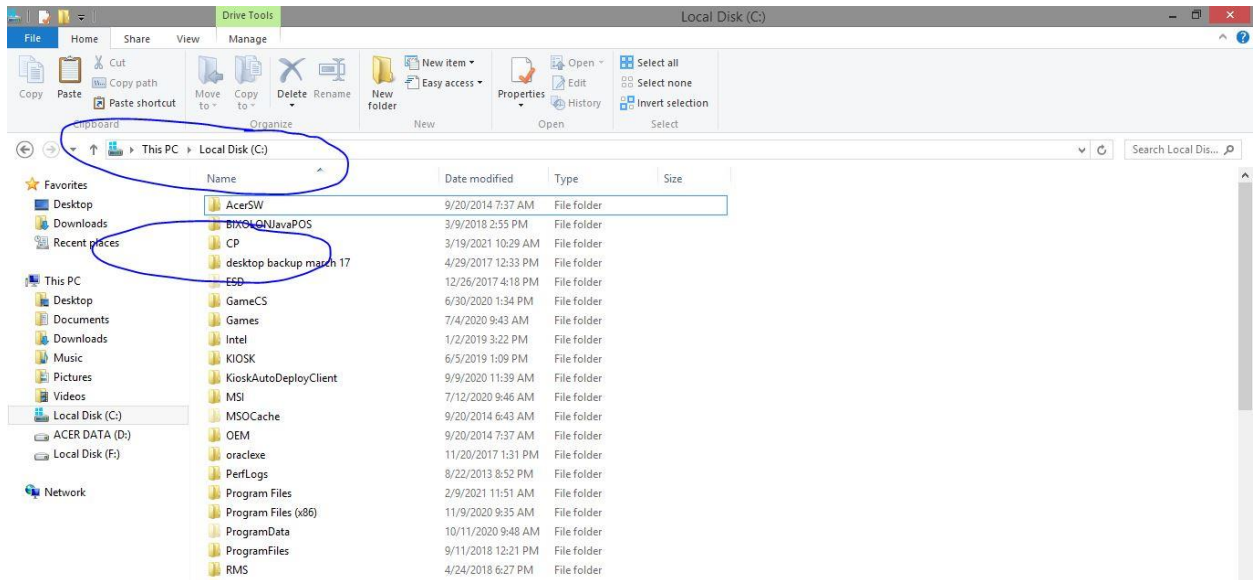 Drive Tools Local Disk (C:)
File Home Share View Manage
Copy Paste Cut Copy path Paste shortcut Move to Copy to Delete Rename New folder New item Easy access Properties Open Edit History Select all Select none Invert selection
Clipboard Organize New Open Select
This PC Local Disk (C:) Search Local Dis...
Name Date modified Type Size
Favorites
Desktop
Downloads
Recent places
This PC
Desktop
Documents
Downloads
Music
Pictures
Videos
Local Disk (C:)
ACER DATA (D:)
Local Disk (F:)
Network
AcerSW 9/20/2014 7:37 AM File folder
BIXOLONJavaPOS 3/9/2018 2:55 PM File folder
CP 3/19/2021 10:29 AM File folder
desktop backup march 17 4/29/2017 12:33 PM File folder
ESD 12/26/2017 4:18 PM File folder
GameCS 6/30/2020 1:34 PM File folder
Games 7/4/2020 9:43 AM File folder
Intel 1/2/2019 3:22 PM File folder
KIOSK 6/5/2019 1:09 PM File folder
KioskAutoDeployClient 9/9/2020 11:39 AM File folder
MSI 7/12/2020 9:46 AM File folder
MSOCache 9/20/2014 6:43 AM File folder
OEM 9/20/2014 7:37 AM File folder
oraclexe 11/20/2017 1:31 PM File folder
PerfLogs 8/22/2013 8:52 PM File folder
Program Files 2/9/2021 11:51 AM File folder
Program Files (x86) 11/9/2020 9:35 AM File folder
ProgramData 10/11/2020 9:48 AM File folder
ProgramFiles 9/11/2018 12:21 PM File folder
RMS 4/24/2018 6:27 PM File folder